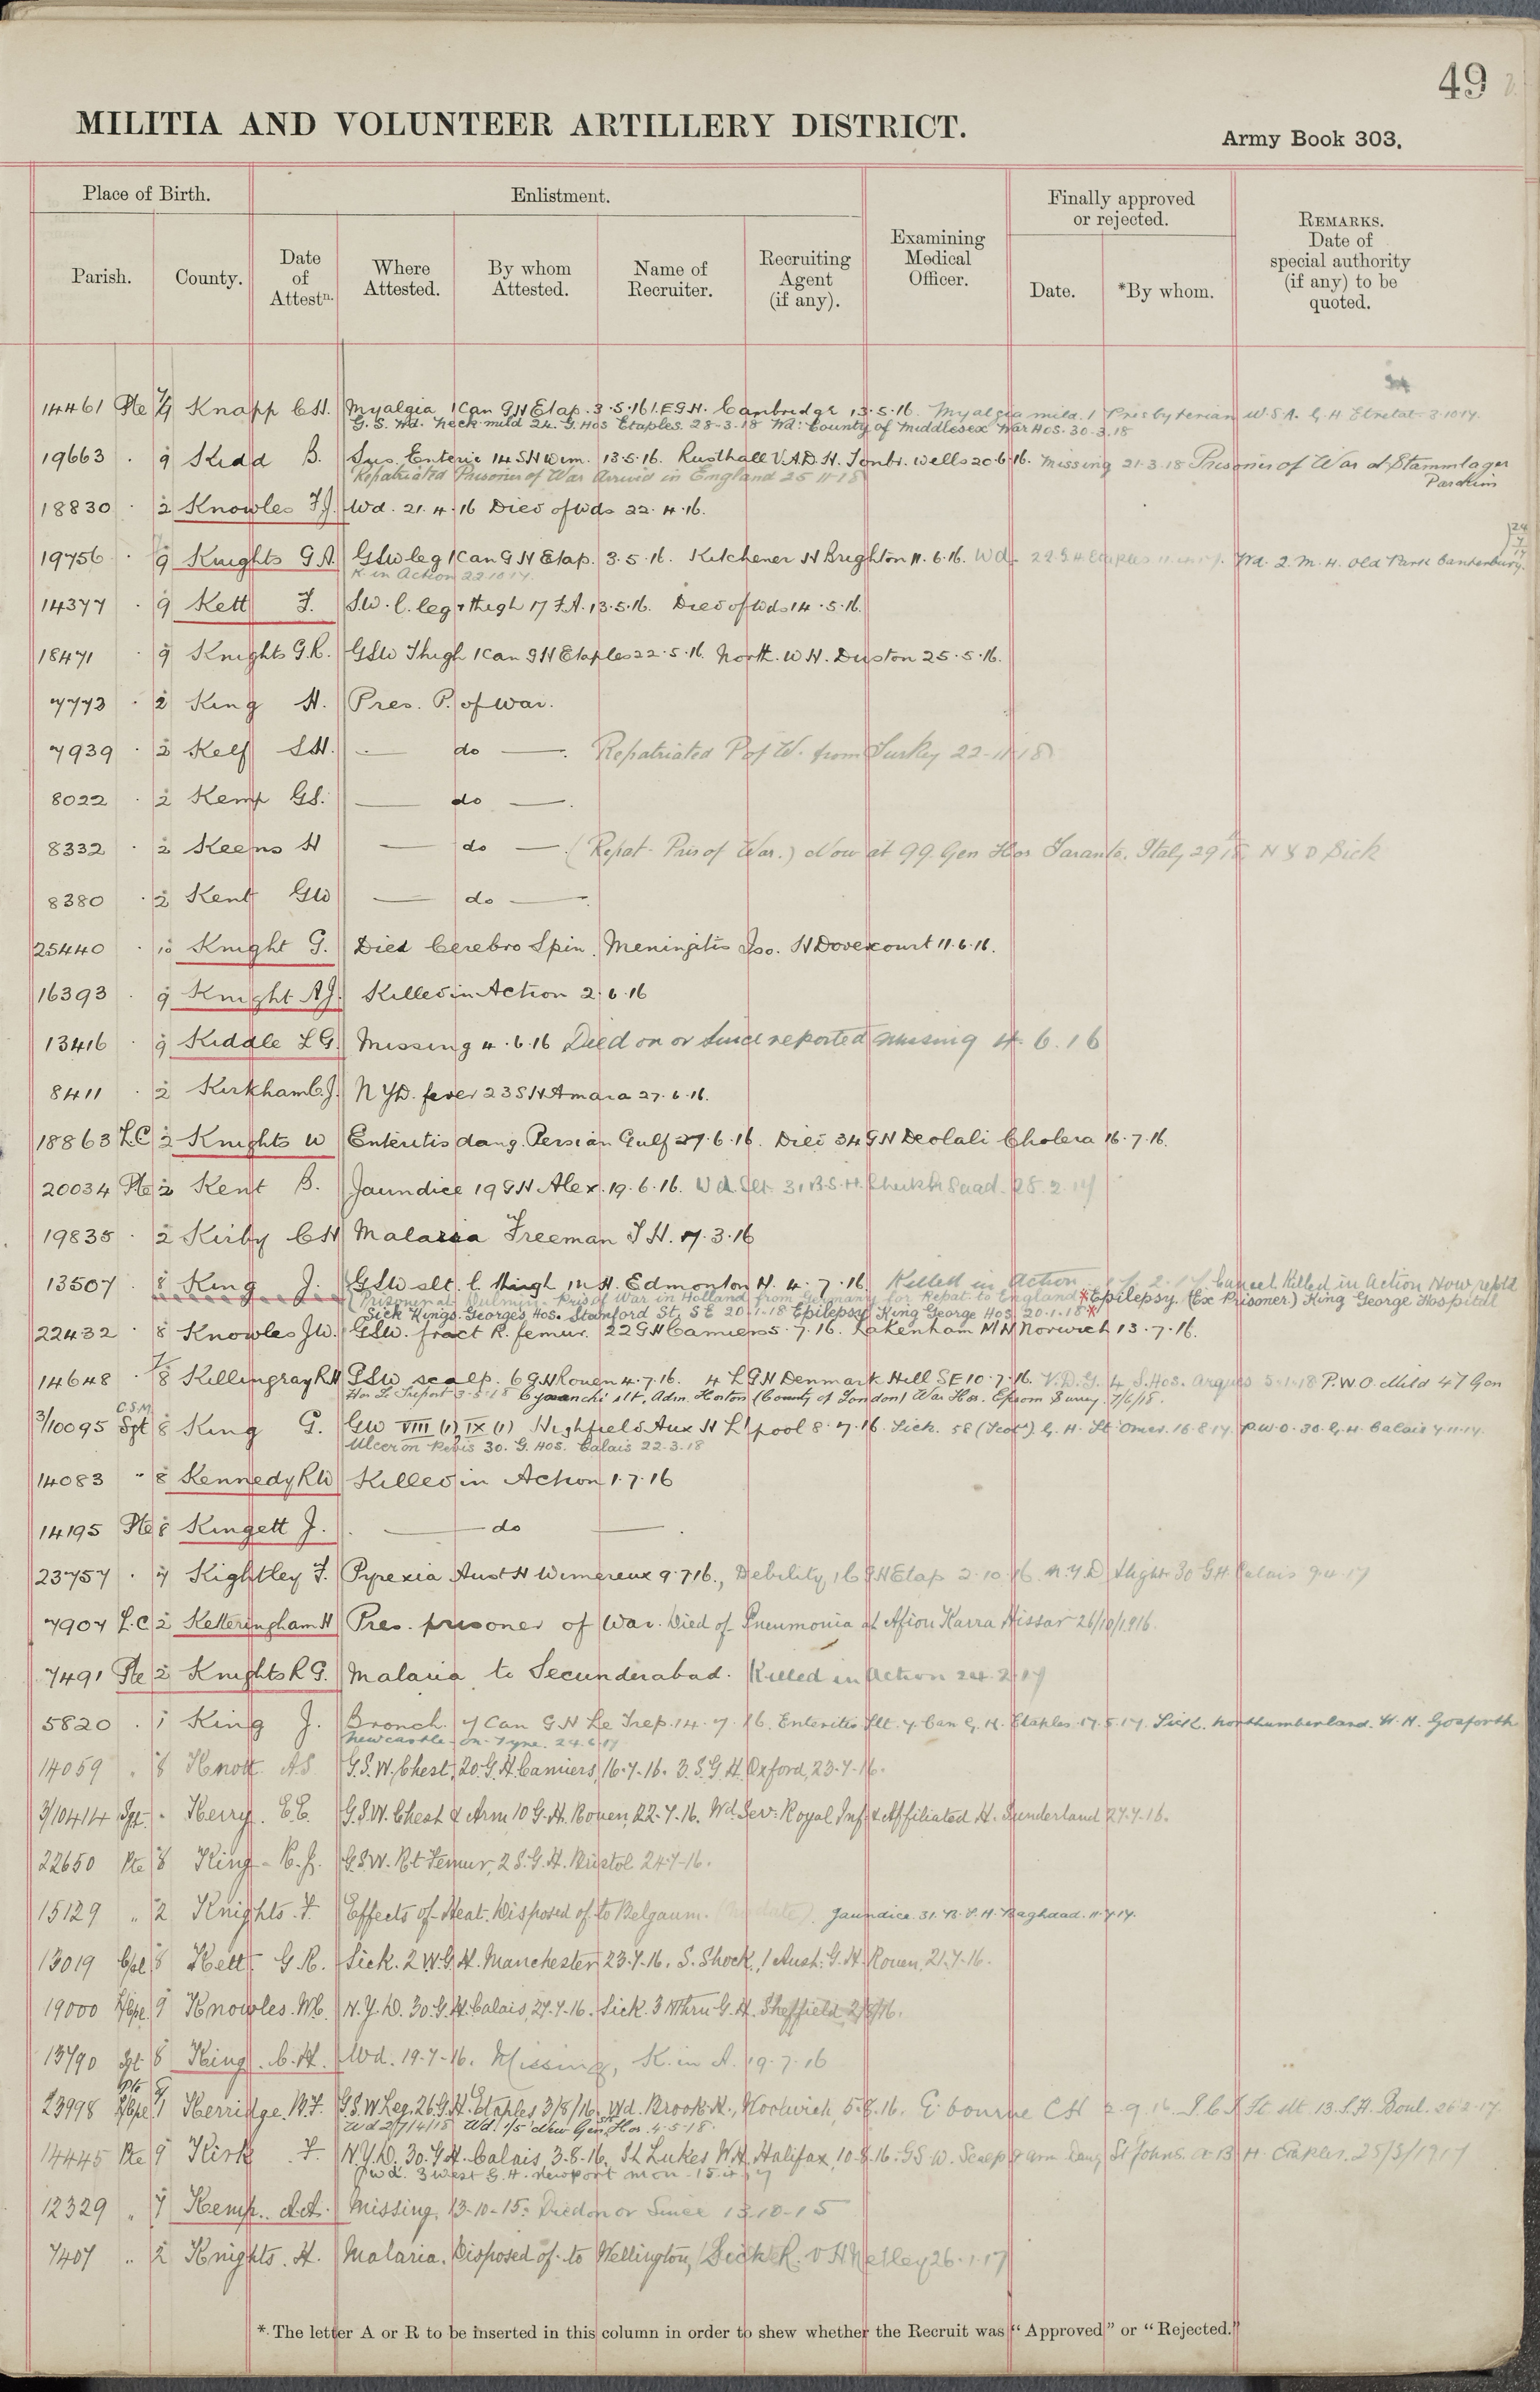 49
MILITIA AND VOLUNTEER ARTILLERY DISTRICT.
Army Book 303.
Place of Birth.
Enlistment.
Finally approved or rejected.
Parish.
County.
Date of Attestn.
Where Attested.
By whom Attested.
Name of Recruiter.
Recruiting Agent (if any).
Examining Medical Officer.
Date.
*By whom.
REMARKS. Date of special authority (if any) to be quoted.
14461 Pte 7/9 Knapp C.H. Myalgia 1 Can G H Etap. 3.5.16 1.E.G.H. Cambridge 13.5.16. Myalgia mild. 1 Presbyterian U.S.A. G.H. Etretat 3.10.17.
G.S. Wd. Neck mild 24. G. Hos Etaples. 28-3-18 Wd: County of Middlesex War Hos. 30.3.18
19663 . 9 Kidd B. Sus. Enteric 14 S H Wim. 13.5.16. Rusthall V.A.D.H. Tonbr. Wells 20.6.16. Missing 21.3.18 Prisoner of War at Stammlager Parchim
Repatriated Prisoner of War Arrived in England 25 11 18
18830 . 2 Knowles F.J. Wd. 21.4.16 Died of Wds 22.4.16.
19756 . 9 Knights G A. GSW leg 1 Can G H Etap. 3.5.16. Kitchener H Brighton 11.6.16. Wd. 22. G H Etaples Wd. 2. M. H. Old Park Canterbury. 24/7/17
K. in Action 22 10 17.
14377 . 9 Kett F. S.W. l. leg & thigh 17 F.A. 13.5.16. Died of Wds 14.5.16.
18471 . 9 Knights G.R. GSW Thigh 1 Can G H Etaples 22.5.16. North. W H. Duston 25.5.16.
7773 . 2 King H. Pres. P. of War.
7939 . 2 Kelf S.H. — do —. Repatriated P of W. from Turkey 22-11-18
8022 . 2 Kemp G.S. — do —.
8332 . 2 Keens H — do —. (Repat. Pris of War.) Now at 99 Gen Hos Taranto, Italy N Y D Sick
8380 . 2 Kent GW — do —.
25440 . 10 Knight G. Died Cerebro Spin. Meningitis Iso. H Dovercourt 11.6.16.
16393 . 9 Knight A.J. Killed in Action 2.6.16
13416 . 9 Kiddle L G. Missing 4.6.16 Died on or since reported missing 4.6.16
8411 . 2 Kirkham C.J. N Y D. fever 23 S H Amara 27.6.16.
18863 L.C 2 Knights W Enteritis dang. Persian Gulf 27.6.16. Died 34 G H Deolali Cholera 16.7.16.
20034 Pte 2 Kent B. Jaundice 19 G H Alex. 19.6.16. Wd. Slt. 31. B.S.H. Sheikh Saad. 25.2.17
19835 . 2 Kirby C H Malaria Freeman T H. 7.3.16
13507 . 8 King J. GSW slt. l. thigh 1 W H. Edmonton H. 4.7.16 Killed in Action Cancel Killed in Action Now repld
Prisoner at Dulmen. Pris of War in Holland from Germany for Repat. to England *Epilepsy (Ex Prisoner) King George Hospital
Sick Kings. George's Hos. Stamford St. SE 20.1.18 Epilepsy King George Hos. 20.1.18*
22432 . 8 Knowles J.W. GSW. fract R. femur. 22 G H Camiers 5.7.16. Lakenham M H Norwich 13.7.16.
14648 . 7/8 Killingray R.H GSW scalp. 6 G H Rouen 4.7.16. 4 L G H Denmark Hill SE 10.7.16. V.D.G. 4 S. Hos. Arques 5.1.18 P.W.O. Mild 47 Gen
Hos Le Treport 3.5.18 slt, Adm. Horton (County of London) War Hos. Epsom Surrey. 7/6/18.
3/10095 C.S.M. Sgt 8 King G. GW VIII (1) IX (1) Highfield Aux H L'pool 8.7.16. Sick. 58 (Scot) G. H. St Omer. 16.8.17. P.W.O. 30. G. H. Calais 7.11.17.
Ulcer on Pubis 30. G. Hos. Calais 22.3.18
14083 " 8 Kennedy R.W Killed in Action 1.7.16
14195 Pte 8 Kingett J. — do —.
23757 . 7 Kightley F. Pyrexia Aust H Wimereux 9.7.16., Debility, 16 G H Etap 2.10.16. N.Y.D slight 30 G H Calais 9.4.17
7907 L.C 2 Ketteringham H Pres. prisoner of War. Died of Pneumonia at Afion Karra Hissar 26/10/1916.
7491 Pte 2 Knights R G. Malaria to Secunderabad. Killed in Action 24.2.17
5820 . 1 King J. Bronch. 7 Can G H Le Trep. 14.7.16. Enteritis Slt. 7. Can G. H. Etaples 17.5.17. Sick. Northumberland. W. H. Gosforth
Newcastle-on-Tyne. 24.6.17
14059 . 8 Knott. A.S. G.S.W. Chest, 20. G.H. Camiers, 16-7-16. 3. S. G. H. Oxford, 23-7-16.
3/10414 Sgt. . Kerry. E.C. G.S.W. Chest & Arm 10 G.H. Rouen, 22.7.16. Wd. Sev: Royal Inf & Affiliated H. Sunderland 27.7.16.
22650 Pte 8 King - R.J. G.S.W. Rt Femur, 2 S.G.H. Bristol 24-7-16.
15129 " 2 Knights. F. Effects of Heat. Disposed of to Belgaum. (No date). Jaundice. 31. B. S. H. Baghdad. 11.7.17.
13019 Cpl 8 Kett. G.R. Sick. 2 W.G.H. Manchester 23.7.16. S. Shock, 1 Aust. G. H. Rouen, 21.7.16.
19000 L/Cpl 9 Knowles. W.C. N.Y.D. 30. G.H. Calais, 27-7-16. Sick. 3 Nthrn G.H. Sheffield 2/8/16.
13790 Sgt 8 King. C.H. Wd. 19-7-16. Missing, K. in A. 19.7.16
23998 Pte L/Cpl 1 Kerridge. B.F. G.S.W Leg. 26. G.H. Etaples 3/8/16. Wd. Brook. H., Woolwich, 5.8.16. E bourne CH 2.9.16. I.C.T. Ft slt. 13. S.H. Boul. 26 2-17.
Wd 2/7/4/18 Wd. 1/5 New Gen Hos. 4-5-18.
14445 Pte 9 Kirk F. N.Y.D. 30. G.H. Calais, 3-8-16. St Lukes W.H. Halifax, 10.8.16. G.S.W. Scalp & arm Dang St Johns. A.B.H. Etaples. 25/3/1917
Pwd. 3 West G. H. Newport Mon. 15.4.17
12329 " 7 Kemp. A.A. Missing, 13-10-15: Died on or Since 13-10-15
7407 " 2 Knights. H. Malaria. Disposed of to Wellington, Sick R. V H Netley 26.1.17
*The letter A or R to be inserted in this column in order to shew whether the Recruit was "Approved" or "Rejected."